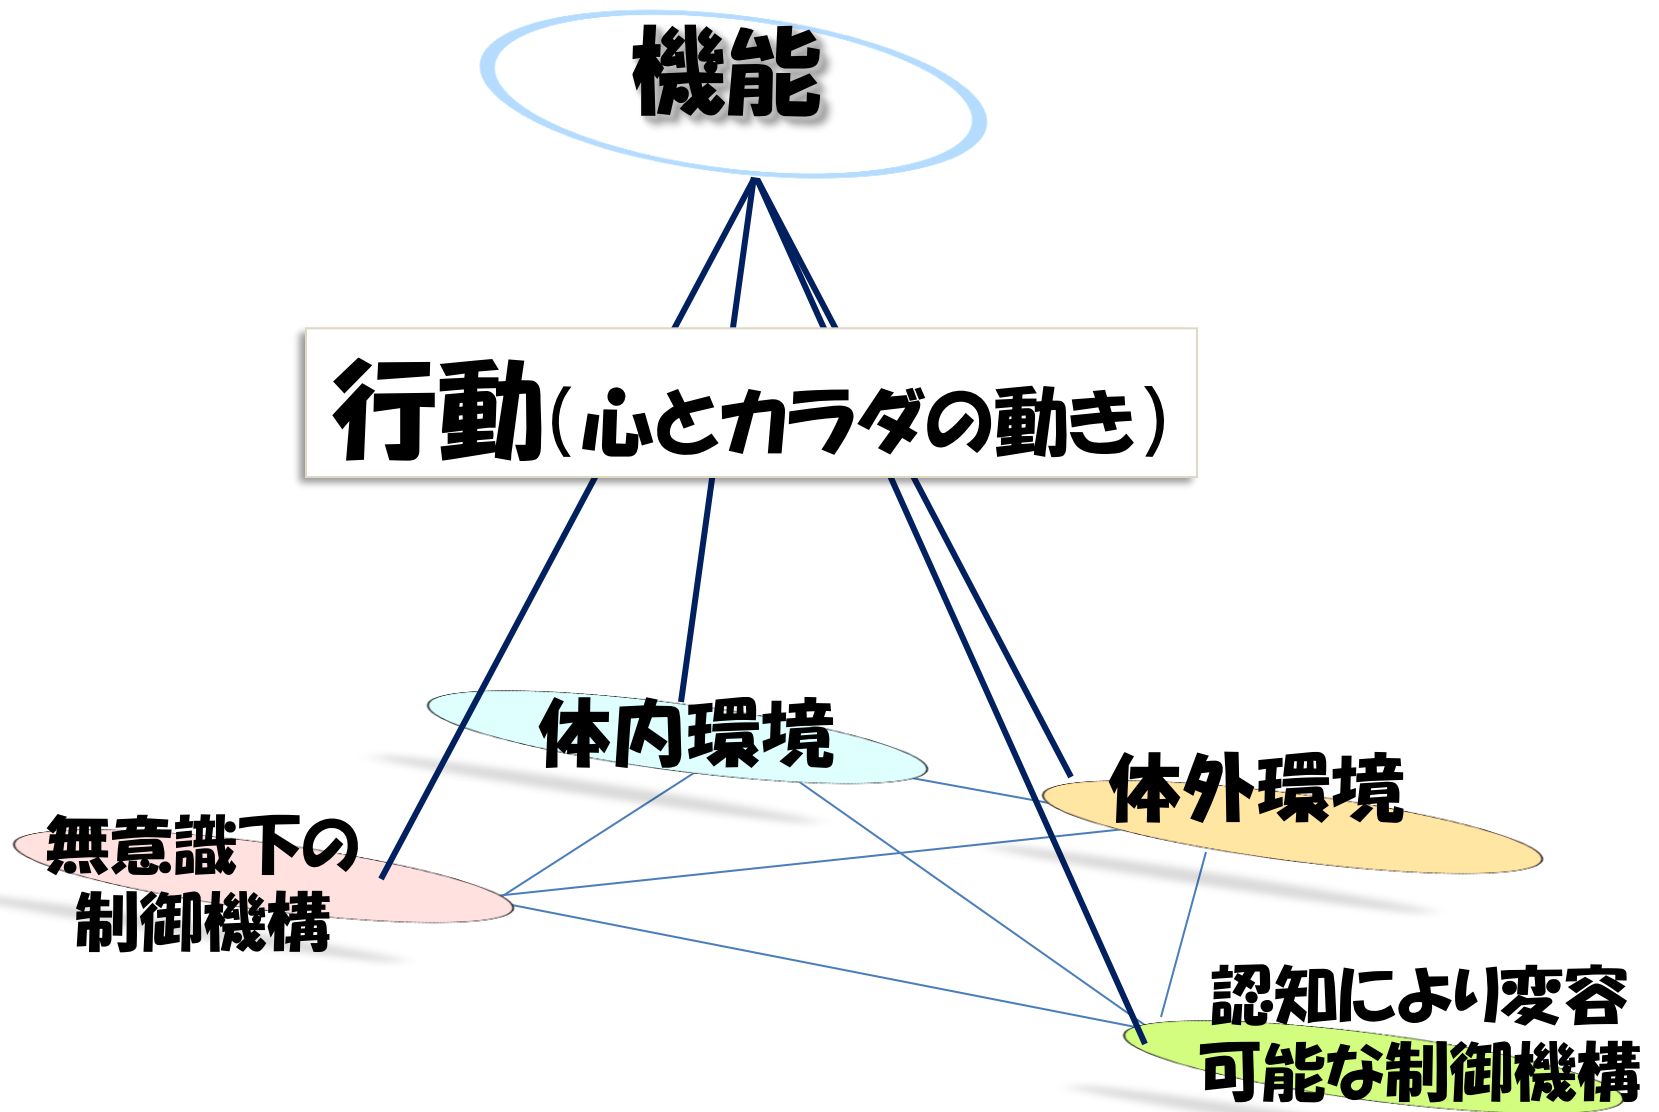 機能
行動(心とカラダの動き)
体内環境
体外環境
無意識下の
制御機構
認知により変容
可能な制御機構